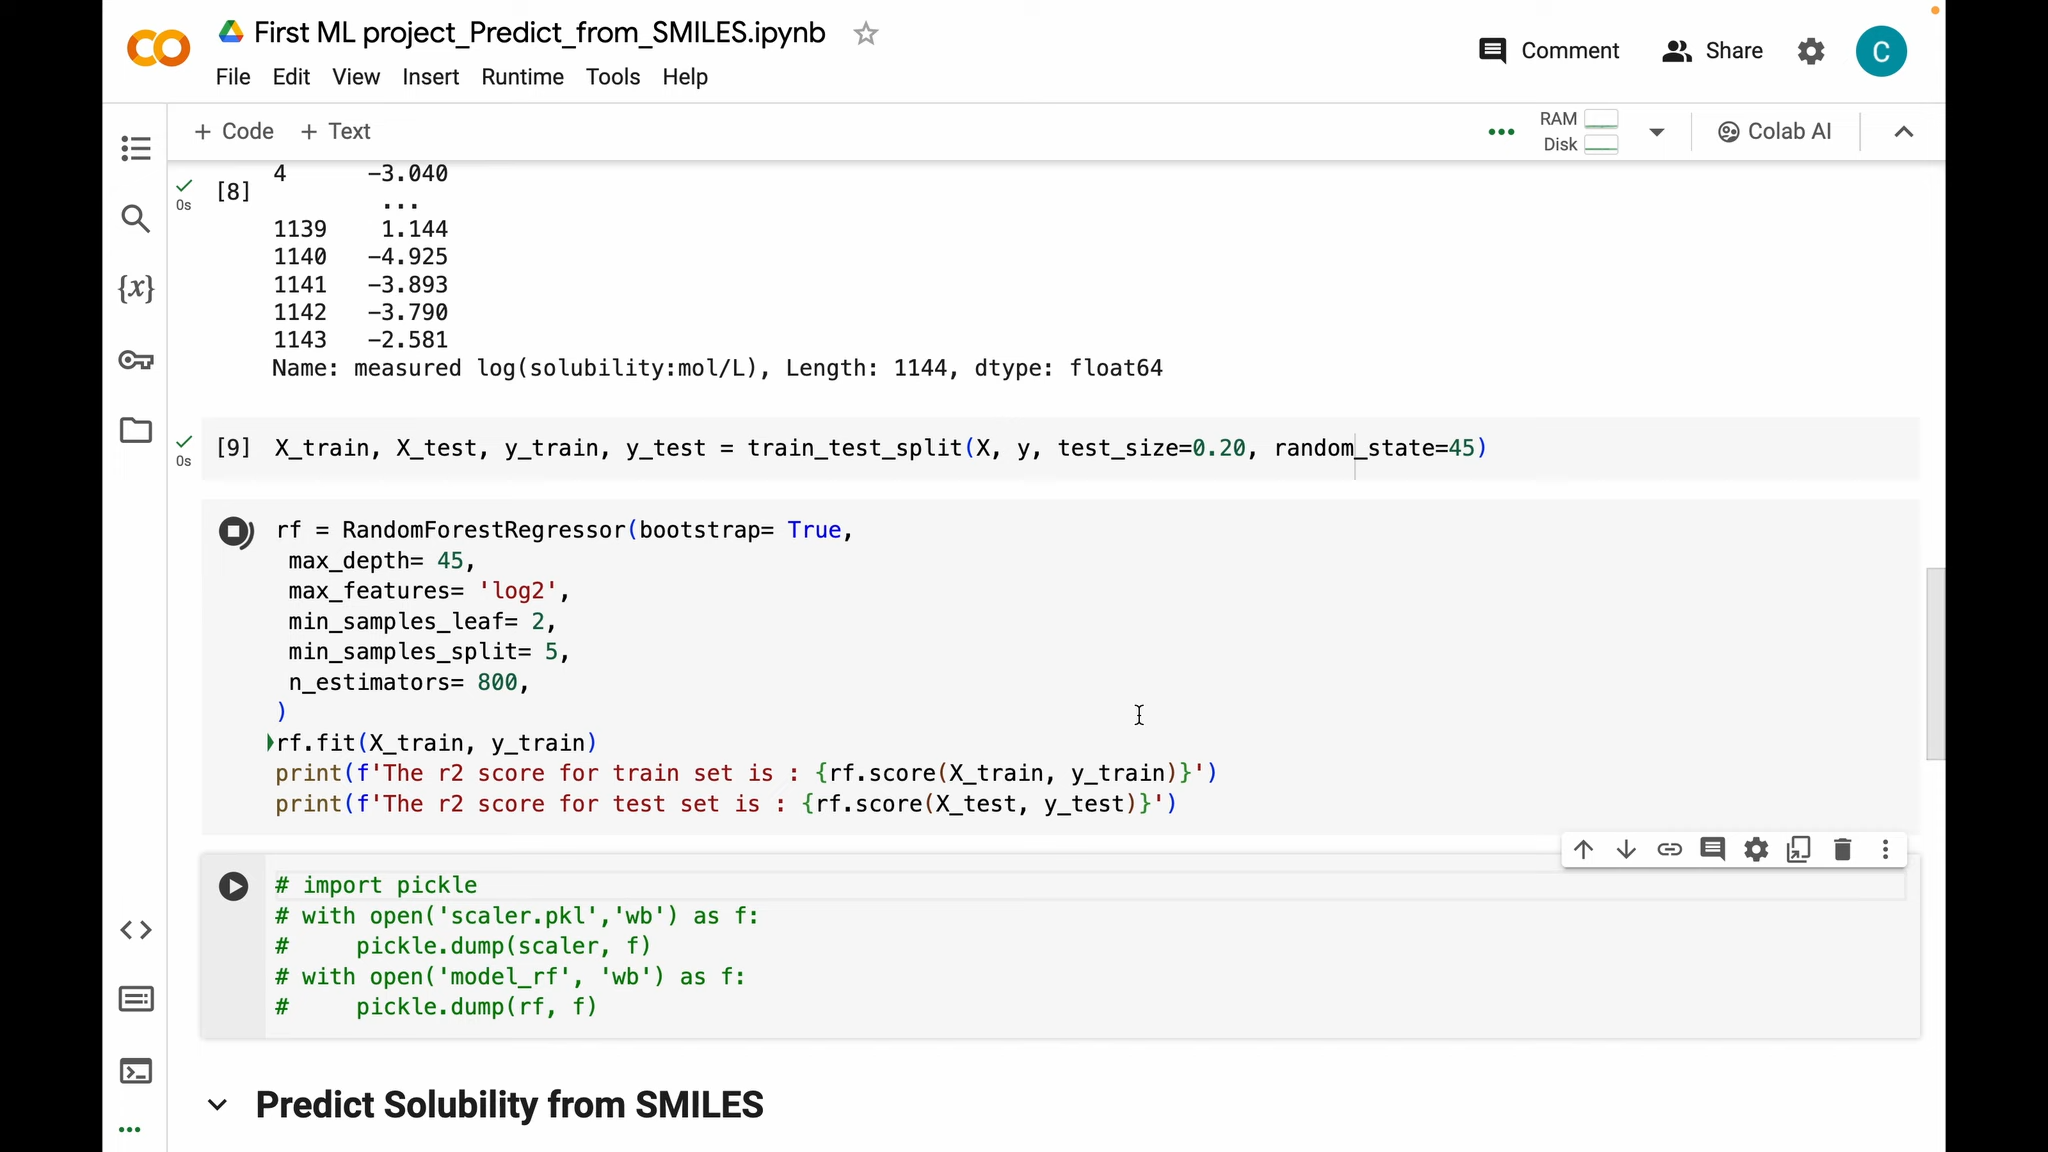 First ML project_Predict_from_SMILES.ipynb
File Edit View Insert Runtime Tools Help
Comment Share C
+ Code + Text
RAM
Disk
Colab AI
4 −3.040
[8]
0s
...
1139 1.144
1140 −4.925
1141 −3.893
1142 −3.790
1143 −2.581
Name: measured log(solubility:mol/L), Length: 1144, dtype: float64
[9] X_train, X_test, y_train, y_test = train_test_split(X, y, test_size=0.20, random_state=45)
0s
rf = RandomForestRegressor(bootstrap= True,
max_depth= 45,
max_features= 'log2',
min_samples_leaf= 2,
min_samples_split= 5,
n_estimators= 800,
)
rf.fit(X_train, y_train)
print(f'The r2 score for train set is : {rf.score(X_train, y_train)}')
print(f'The r2 score for test set is : {rf.score(X_test, y_test)}')
# import pickle
# with open('scaler.pkl','wb') as f:
#     pickle.dump(scaler, f)
# with open('model_rf', 'wb') as f:
#     pickle.dump(rf, f)
Predict Solubility from SMILES